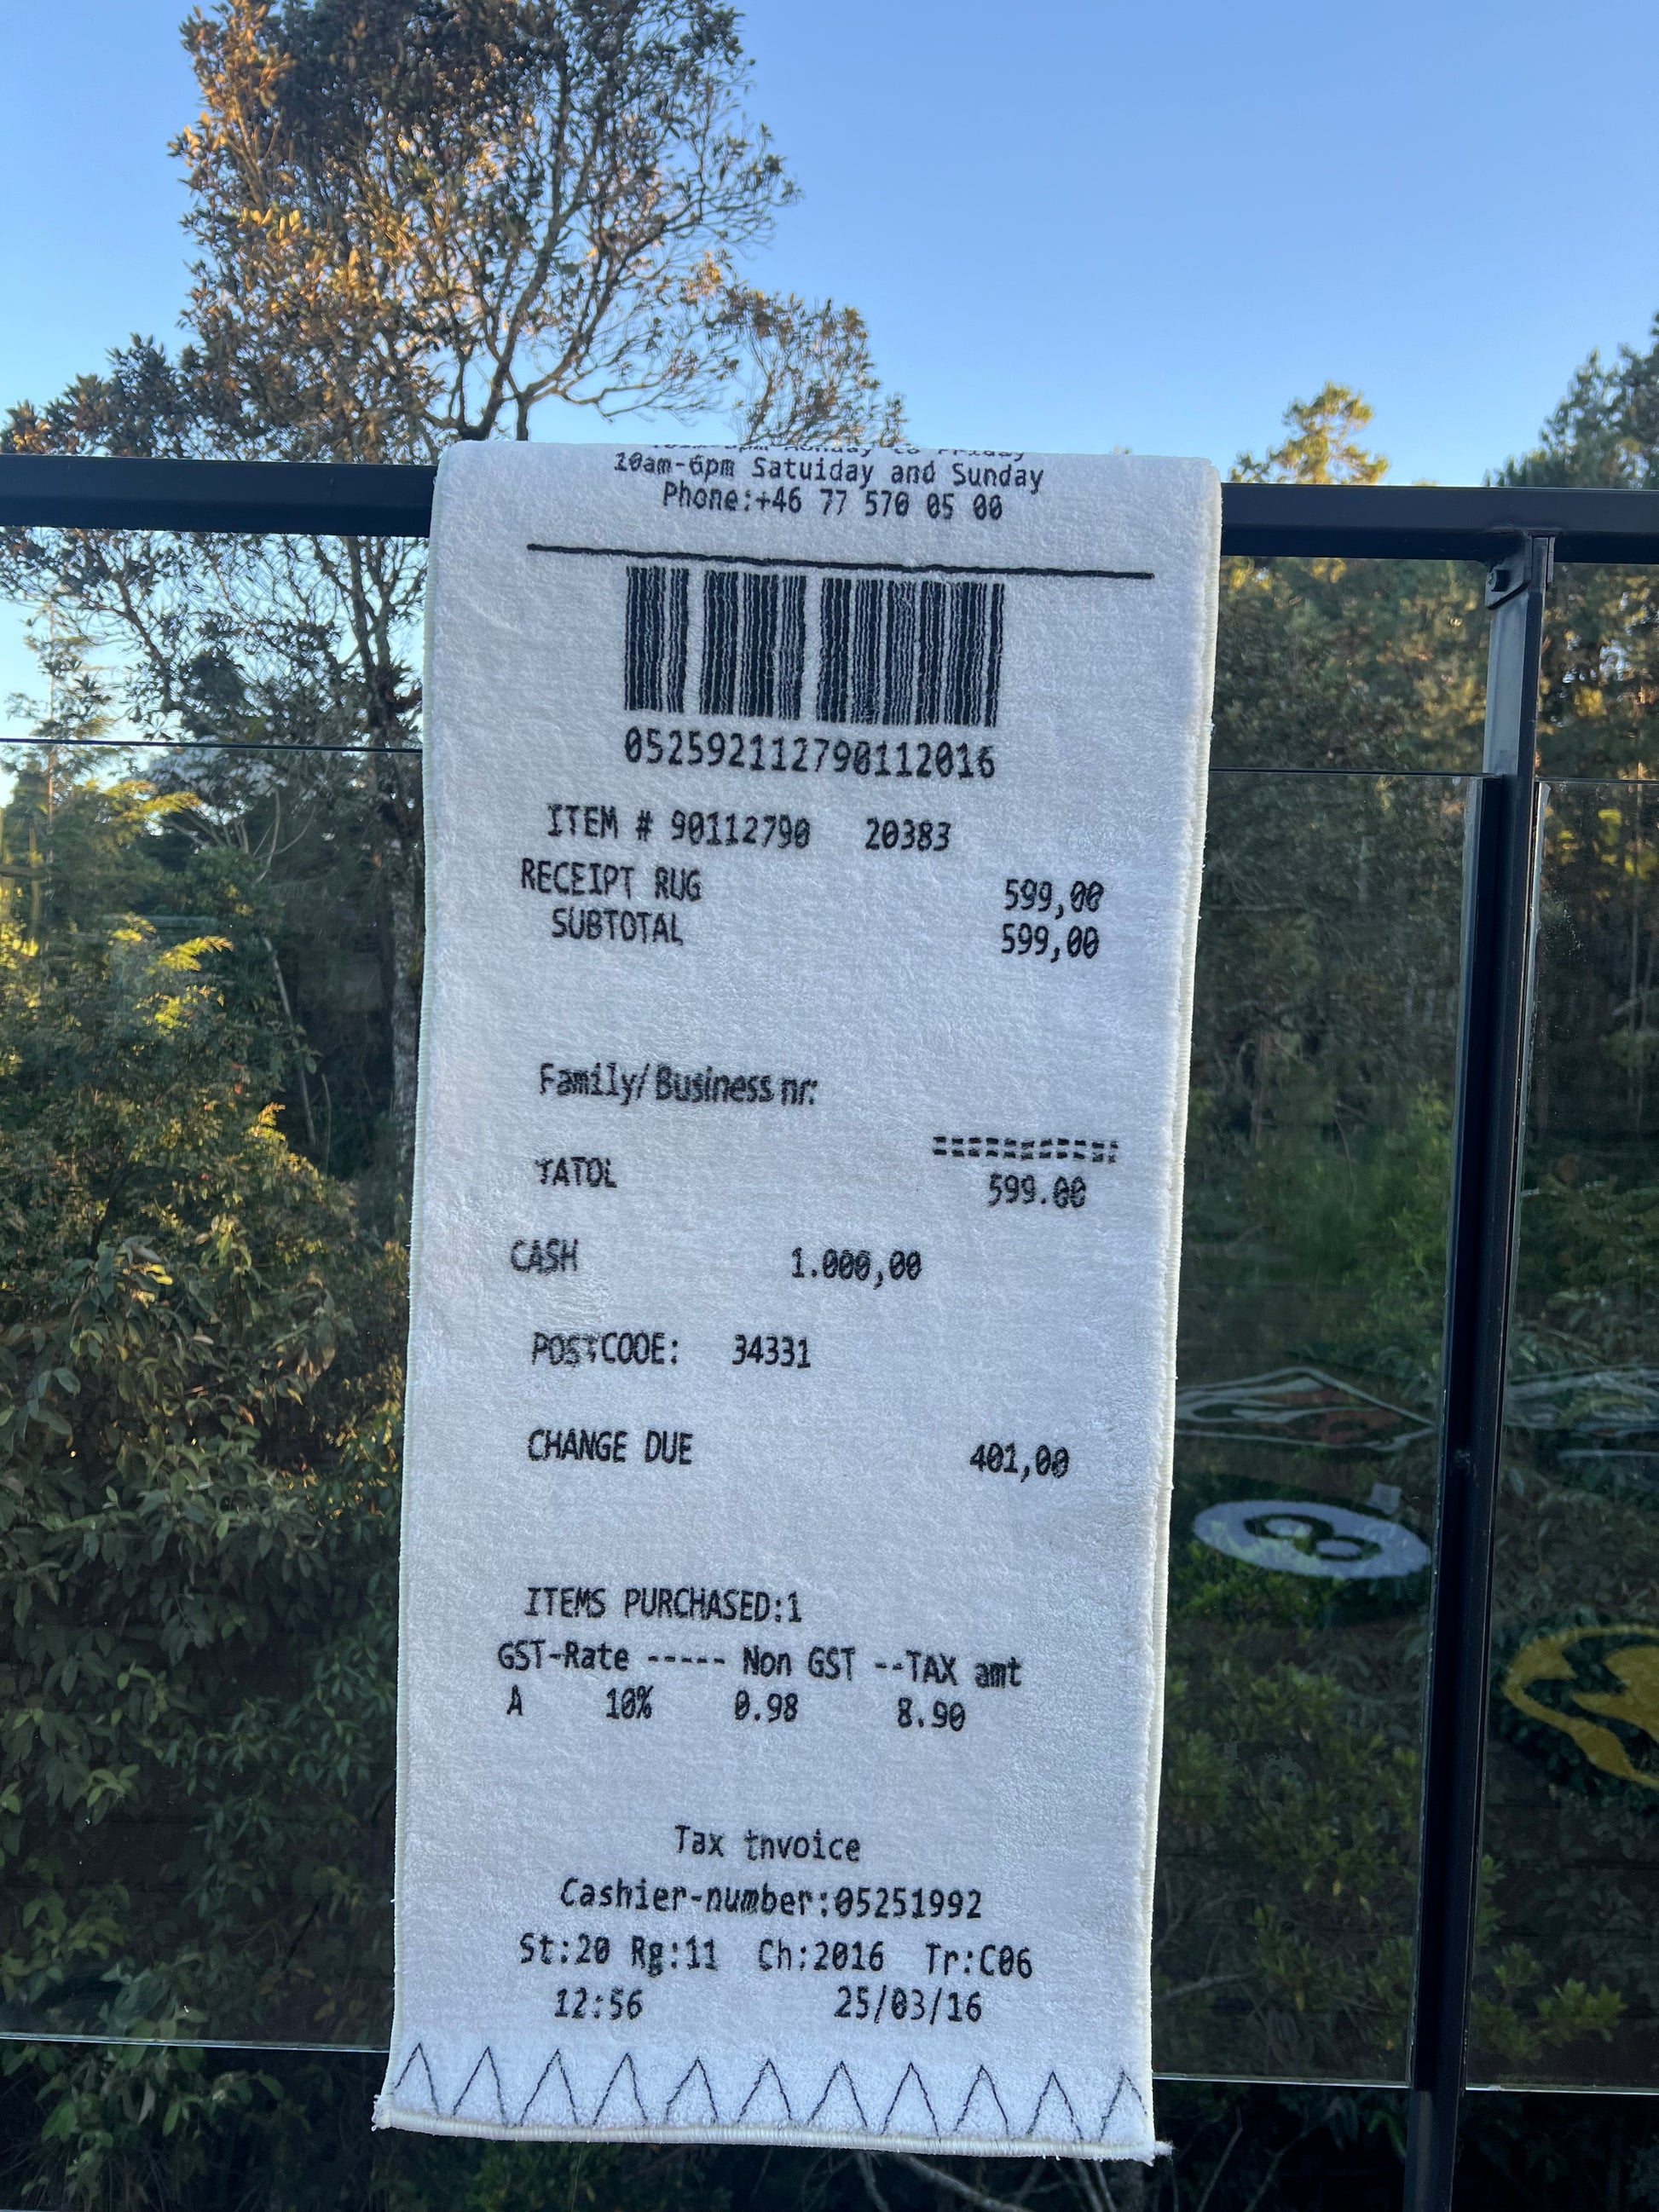 Monday to Friday
10am-6pm Satuiday and Sunday
Phone:+46 77 570 05 00
052592112790112016
ITEM # 90112790 20383
RECEIPT RUG 599,00
SUBTOTAL 599,00
Family/Business nr:
TATOL 599.00
CASH 1.000,00
POSTCODE: 34331
CHANGE DUE 401,00
ITEMS PURCHASED:1
GST-Rate ----- Non GST --TAX amt
A 10% 0.98 8.90
Tax tnvoice
Cashier-number:05251992
St:20 Rg:11 Ch:2016 Tr:C06
12:56 25/03/16